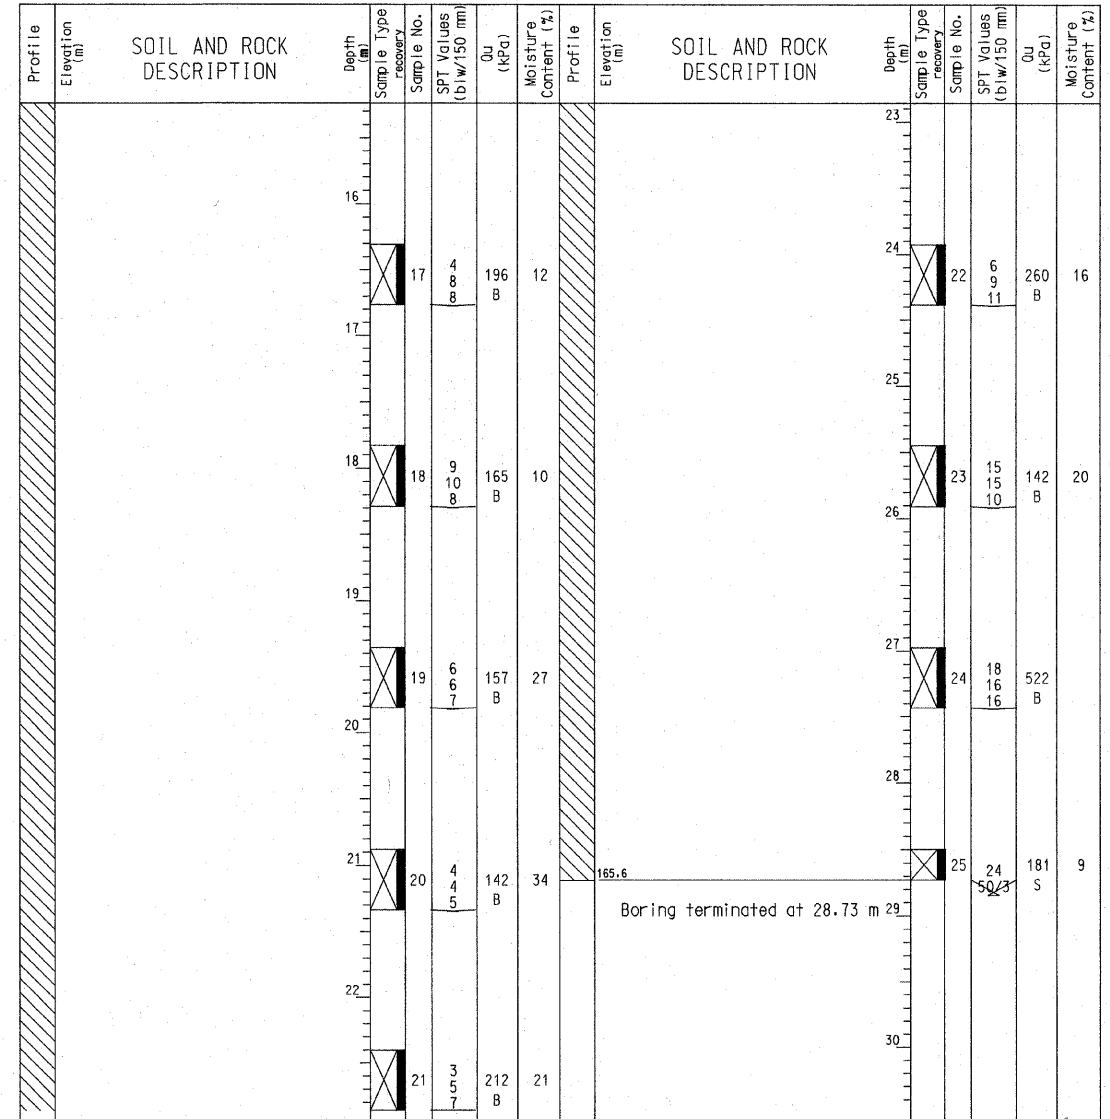 Profile
Elevation (m)
SOIL AND ROCK
DESCRIPTION
Depth (m)
Sample Type
recovery
Sample No.
SPT Values
(blw/150 mm)
Qu
(kPa)
Moisture
Content (%)
16
17
4
8
8
196
B
12
17
18
18
9
10
8
165
B
10
19
19
6
6
7
157
B
27
20
21
20
4
4
5
142
B
34
22
21
3
5
7
212
B
21
Profile
Elevation (m)
SOIL AND ROCK
DESCRIPTION
Depth (m)
Sample Type
recovery
Sample No.
SPT Values
(blw/150 mm)
Qu
(kPa)
Moisture
Content (%)
23
24
22
6
9
11
260
B
16
25
23
15
15
10
142
B
20
26
27
24
18
16
16
522
B
28
25
24
50/3
181
S
9
165.6
Boring terminated at 28.73 m
29
30